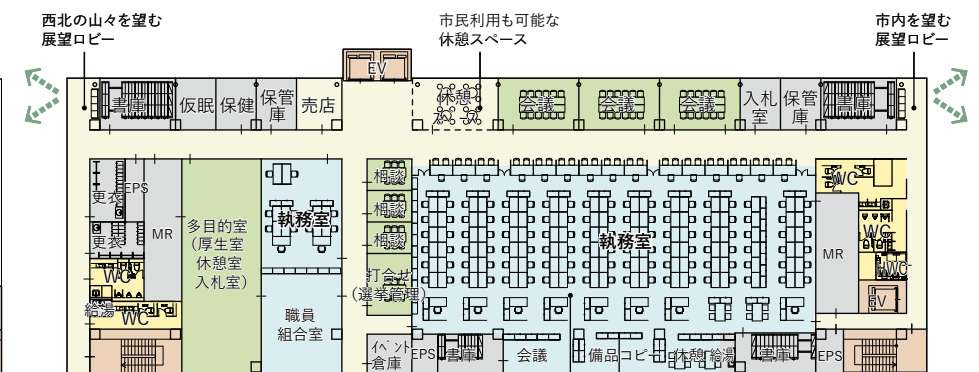 西北の山々を望む
展望ロビー
市民利用も可能な
休憩スペース
市内を望む
展望ロビー
EV
書庫
仮眠
保健
保管
庫
売店
休憩
スペース
会議
会議
会議
入札
室
保管
庫
書庫
更衣
EPS
更衣
MR
WC
給湯
WC
多目的室
(厚生室
休憩室
入札室)
執務室
職員
組合室
相談
相談
相談
打合せ
(選挙管理)
イベント
倉庫
EPS
書庫
執務室
会議
備品
コピー
休憩
給湯
書庫
EPS
WC
MR
WC
WC
EV